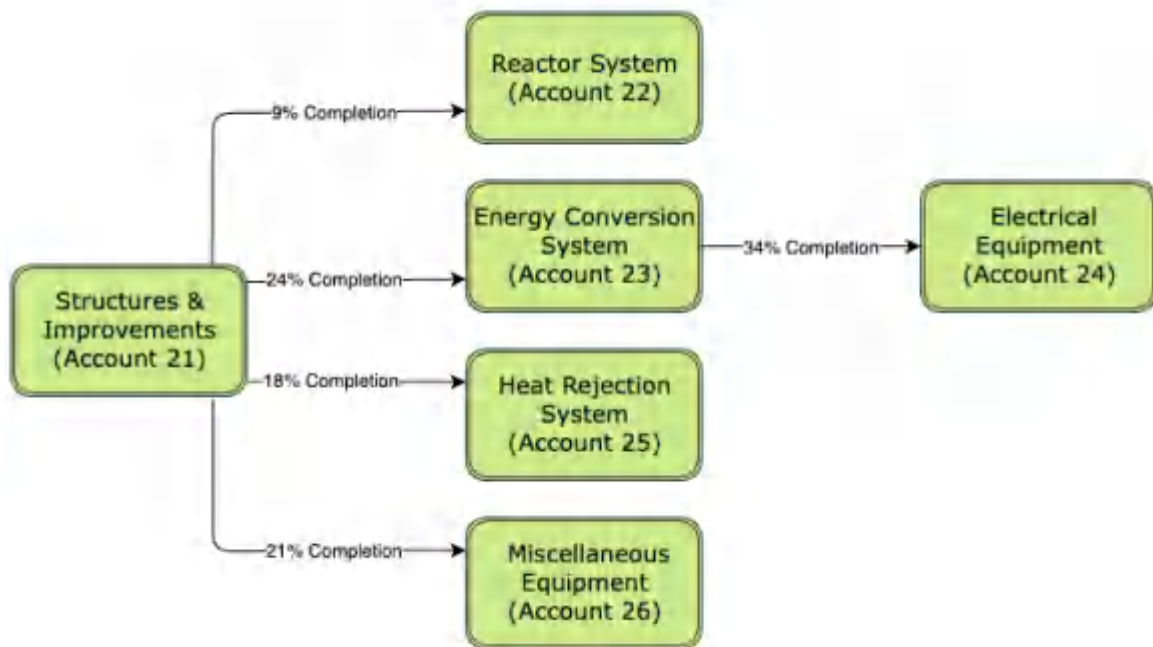 Reactor System
(Account 22)
9% Completion
Energy Conversion
System
(Account 23)
34% Completion
Electrical
Equipment
(Account 24)
24% Completion
Structures &
Improvements
(Account 21)
18% Completion
Heat Rejection
System
(Account 25)
21% Completion
Miscellaneous
Equipment
(Account 26)